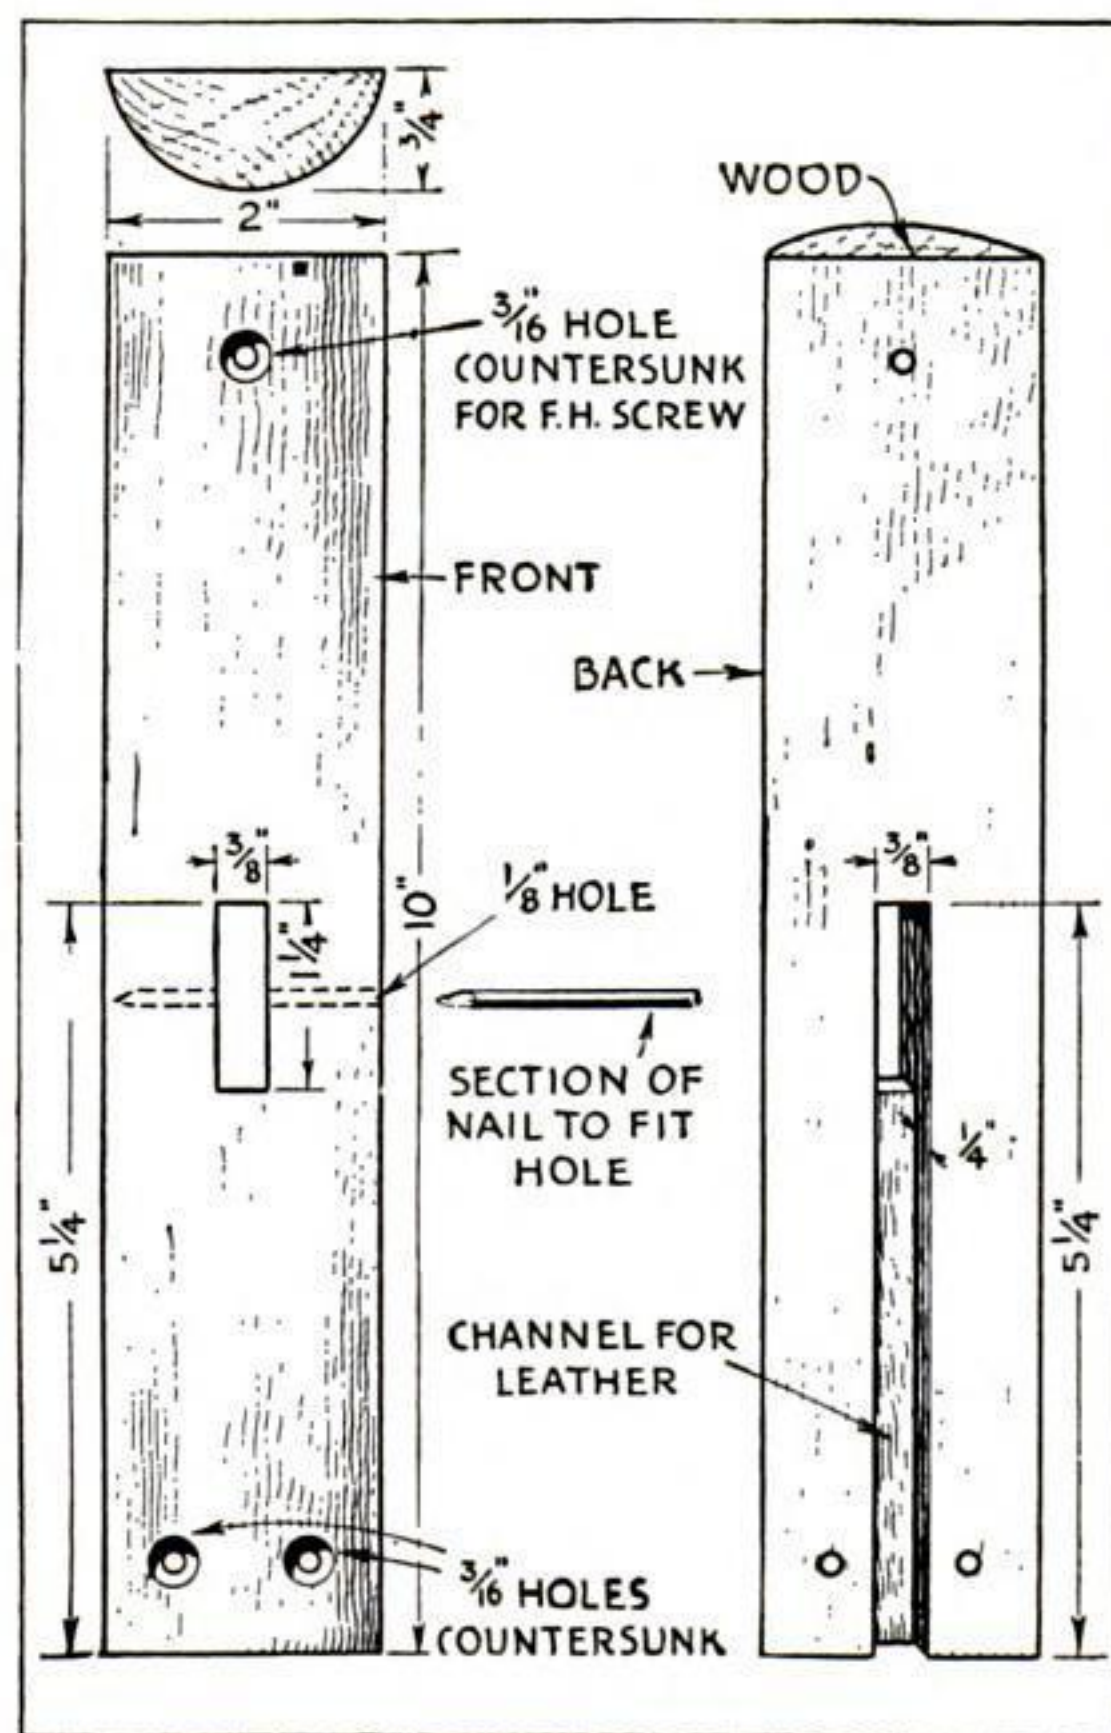 3/4"
2"
WOOD
3/16" HOLE
COUNTERSUNK
FOR F.H. SCREW
FRONT
BACK
3/8"
3/8"
1/8" HOLE
10"
1 1/4"
SECTION OF
NAIL TO FIT
HOLE
1/4"
5 1/4"
5 1/4"
CHANNEL FOR
LEATHER
3/16" HOLES
COUNTERSUNK